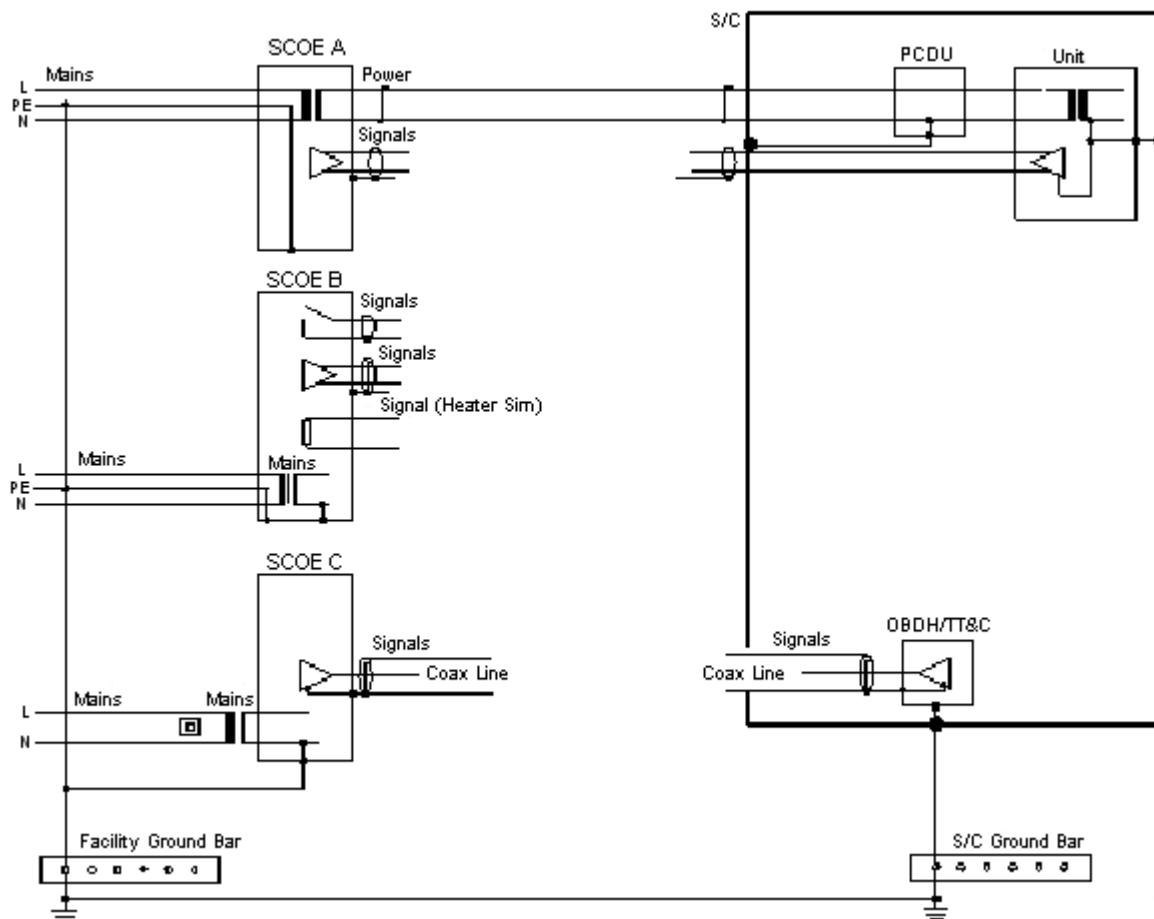 S/C
SCOE A
PCDU
Unit
Mains
Power
L
PE
N
Signals
SCOE B
Signals
Signals
Signal (Heater Sim)
Mains
Mains
L
PE
N
SCOE C
OBDH/TT&C
Signals
Signals
Coax Line
Coax Line
Mains
Mains
L
N
Facility Ground Bar
S/C Ground Bar